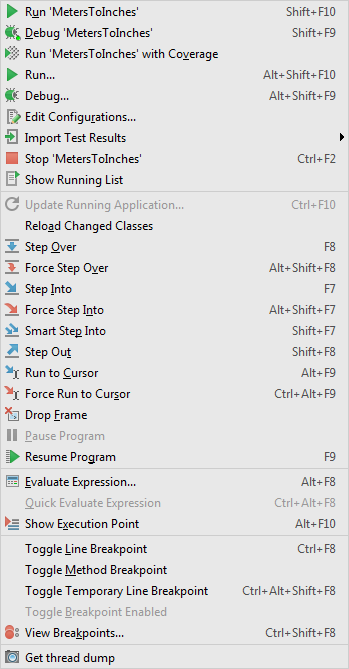 Run 'MetersToInches' Shift+F10
Debug 'MetersToInches' Shift+F9
Run 'MetersToInches' with Coverage
Run... Alt+Shift+F10
Debug... Alt+Shift+F9
Edit Configurations...
Import Test Results
Stop 'MetersToInches' Ctrl+F2
Show Running List
Update Running Application... Ctrl+F10
Reload Changed Classes
Step Over F8
Force Step Over Alt+Shift+F8
Step Into F7
Force Step Into Alt+Shift+F7
Smart Step Into Shift+F7
Step Out Shift+F8
Run to Cursor Alt+F9
Force Run to Cursor Ctrl+Alt+F9
Drop Frame
Pause Program
Resume Program F9
Evaluate Expression... Alt+F8
Quick Evaluate Expression Ctrl+Alt+F8
Show Execution Point Alt+F10
Toggle Line Breakpoint Ctrl+F8
Toggle Method Breakpoint
Toggle Temporary Line Breakpoint Ctrl+Alt+Shift+F8
Toggle Breakpoint Enabled
View Breakpoints... Ctrl+Shift+F8
Get thread dump